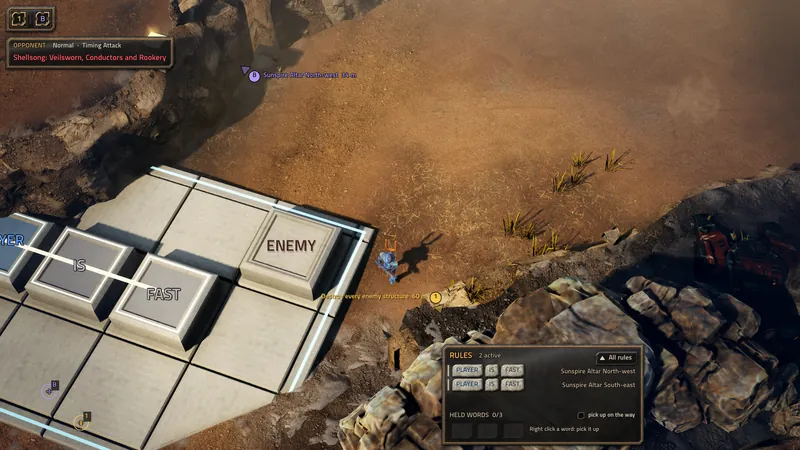 1 B
OPPONENT Normal · Timing Attack
Shellsong: Veilsworn, Conductors and Rookery
B Sunspire Altar North-west
ENEMY
IS
FAST
Destroy every enemy structure
RULES 2 active
All rules
PLAYER IS FAST Sunspire Altar North-west
PLAYER IS FAST Sunspire Altar South-east
HELD WORDS 0/3
pick up on the way
Right click a word: pick it up